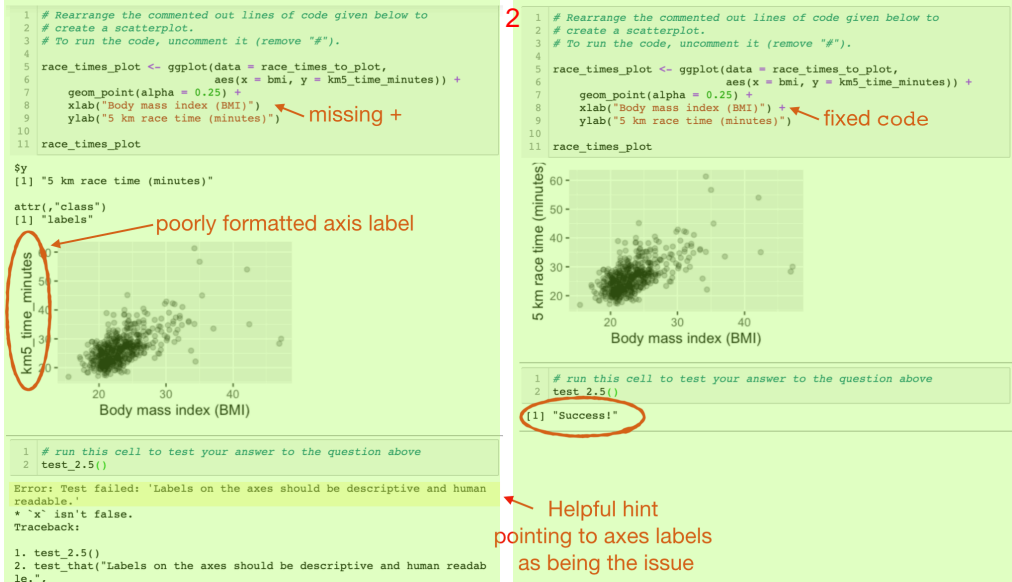 1 # Rearrange the commented out lines of code given below to
2 # create a scatterplot.
3 # To run the code, uncomment it (remove "#").
4
5 race_times_plot <- ggplot(data = race_times_to_plot,
6 aes(x = bmi, y = km5_time_minutes)) +
7 geom_point(alpha = 0.25) +
8 xlab("Body mass index (BMI)")
9 ylab("5 km race time (minutes)")
10
11 race_times_plot
missing +
$y
[1] "5 km race time (minutes)"
attr(,"class")
[1] "labels"
poorly formatted axis label
km5_time_minutes
60
50
40
30
20
20 30 40
Body mass index (BMI)
1 # run this cell to test your answer to the question above
2 test_2.5()
Error: Test failed: 'Labels on the axes should be descriptive and human
readable.'
* `x` isn't false.
Traceback:
1. test_2.5()
2. test_that("Labels on the axes should be descriptive and human readab
le.",
2
1 # Rearrange the commented out lines of code given below to
2 # create a scatterplot.
3 # To run the code, uncomment it (remove "#").
4
5 race_times_plot <- ggplot(data = race_times_to_plot,
6 aes(x = bmi, y = km5_time_minutes)) +
7 geom_point(alpha = 0.25) +
8 xlab("Body mass index (BMI)") +
9 ylab("5 km race time (minutes)")
10
11 race_times_plot
fixed code
5 km race time (minutes)
60
50
40
30
20
20 30 40
Body mass index (BMI)
1 # run this cell to test your answer to the question above
2 test_2.5()
[1] "Success!"
Helpful hint
pointing to axes labels
as being the issue